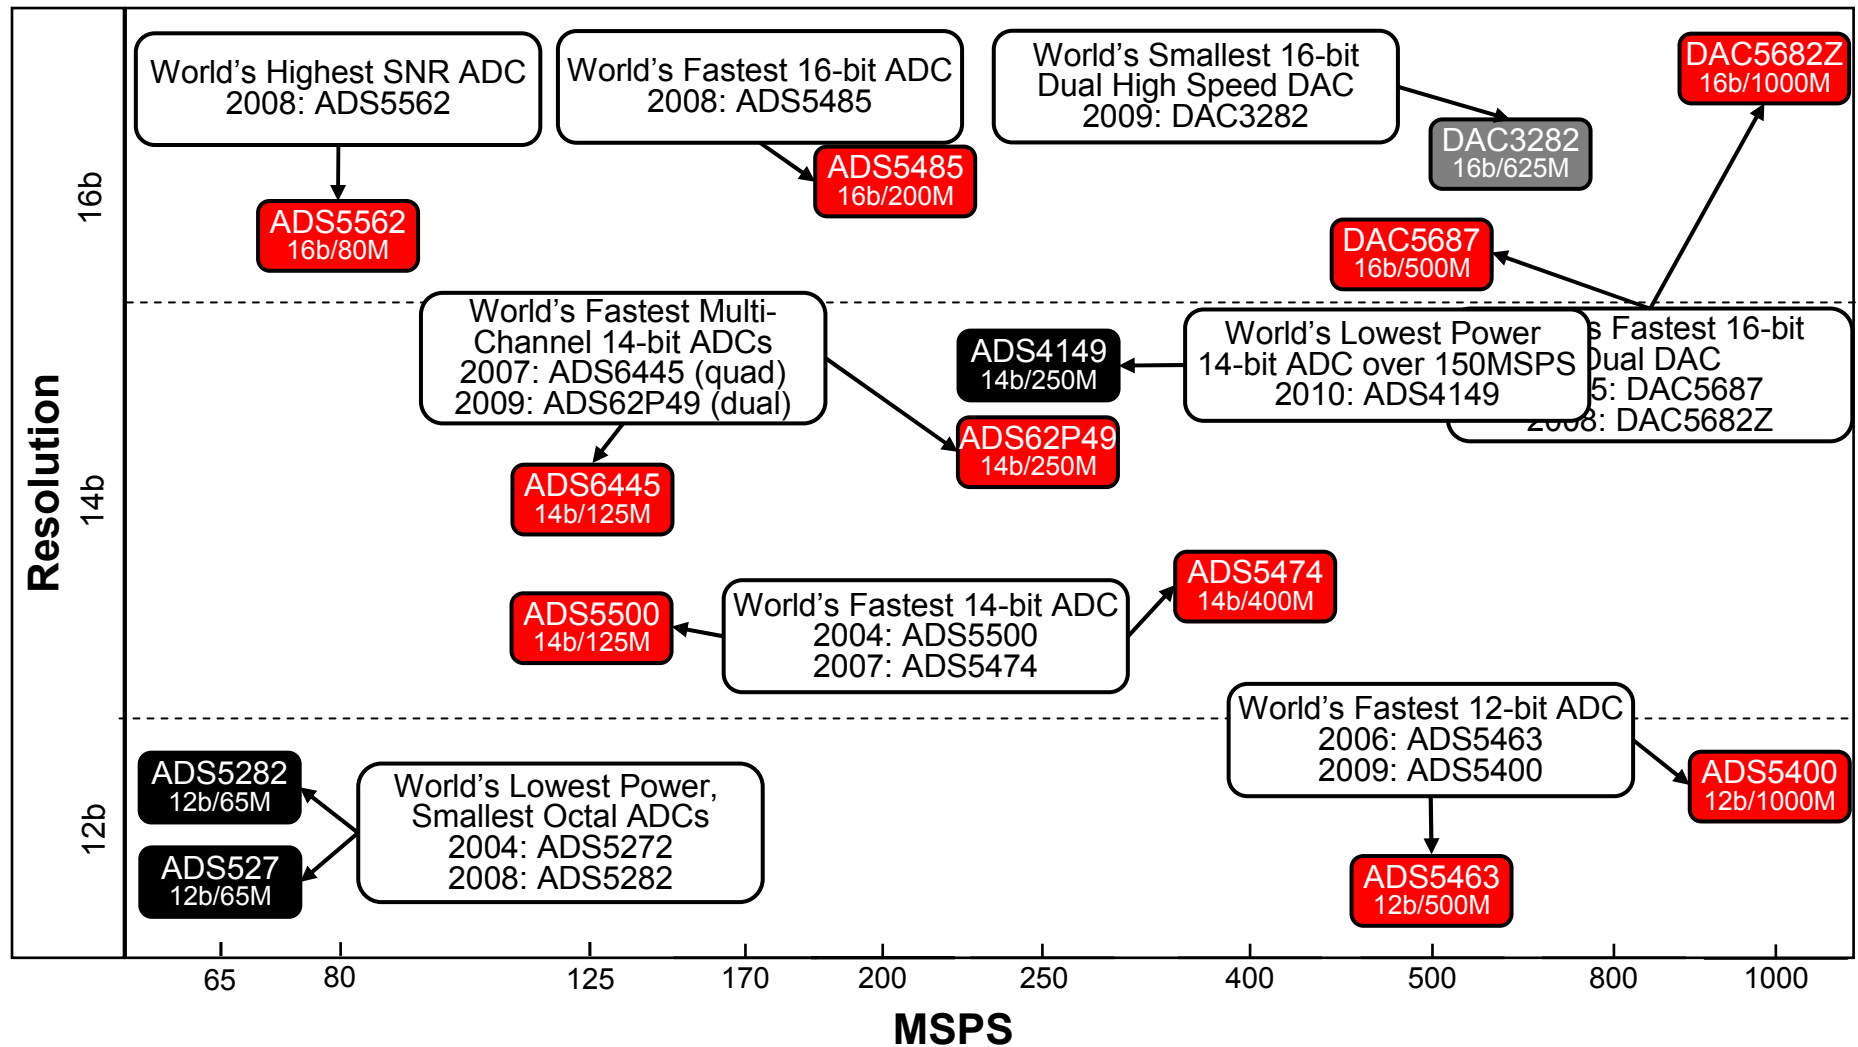 World's Highest SNR ADC
2008: ADS5562
World's Fastest 16-bit ADC
2008: ADS5485
World's Smallest 16-bit
Dual High Speed DAC
2009: DAC3282
DAC5682Z
16b/1000M
DAC3282
16b/625M
ADS5485
16b/200M
ADS5562
16b/80M
DAC5687
16b/500M
16b
World's Fastest Multi-
Channel 14-bit ADCs
2007: ADS6445 (quad)
2009: ADS62P49 (dual)
ADS4149
14b/250M
World's Lowest Power
14-bit ADC over 150MSPS
2010: ADS4149
s Fastest 16-bit
Dual DAC
5: DAC5687
2008: DAC5682Z
ADS62P49
14b/250M
ADS6445
14b/125M
Resolution
14b
ADS5474
14b/400M
ADS5500
14b/125M
World's Fastest 14-bit ADC
2004: ADS5500
2007: ADS5474
World's Fastest 12-bit ADC
2006: ADS5463
2009: ADS5400
ADS5282
12b/65M
World's Lowest Power,
Smallest Octal ADCs
2004: ADS5272
2008: ADS5282
ADS5400
12b/1000M
12b
ADS527
12b/65M
ADS5463
12b/500M
65 80 125 170 200 250 400 500 800 1000
MSPS